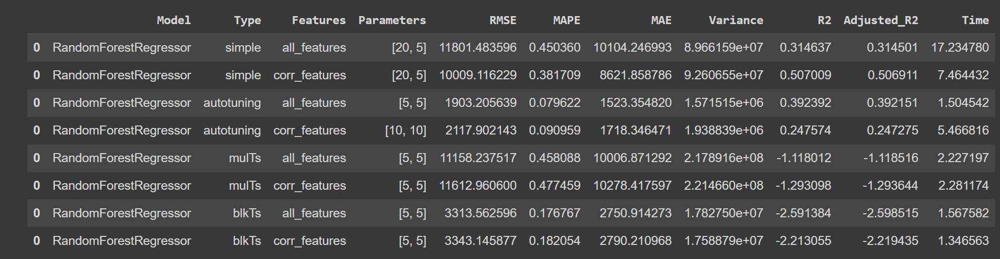 Model Type Features Parameters RMSE MAPE MAE Variance R2 Adjusted_R2 Time
0 RandomForestRegressor simple all_features [20, 5] 11801.483596 0.450360 10104.246993 8.966159e+07 0.314637 0.314501 17.234780
0 RandomForestRegressor simple corr_features [20, 5] 10009.116229 0.381709 8621.858786 9.260655e+07 0.507009 0.506911 7.464432
0 RandomForestRegressor autotuning all_features [5, 5] 1903.205639 0.079622 1523.354820 1.571515e+06 0.392392 0.392151 1.504542
0 RandomForestRegressor autotuning corr_features [10, 10] 2117.902143 0.090959 1718.346471 1.938839e+06 0.247574 0.247275 5.466816
0 RandomForestRegressor mulTs all_features [5, 5] 11158.237517 0.458088 10006.871292 2.178916e+08 -1.118012 -1.118516 2.227197
0 RandomForestRegressor mulTs corr_features [5, 5] 11612.960600 0.477459 10278.417597 2.214660e+08 -1.293098 -1.293644 2.281174
0 RandomForestRegressor blkTs all_features [5, 5] 3313.562596 0.176767 2750.914273 1.782750e+07 -2.591384 -2.598515 1.567582
0 RandomForestRegressor blkTs corr_features [5, 5] 3343.145877 0.182054 2790.210968 1.758879e+07 -2.213055 -2.219435 1.346563